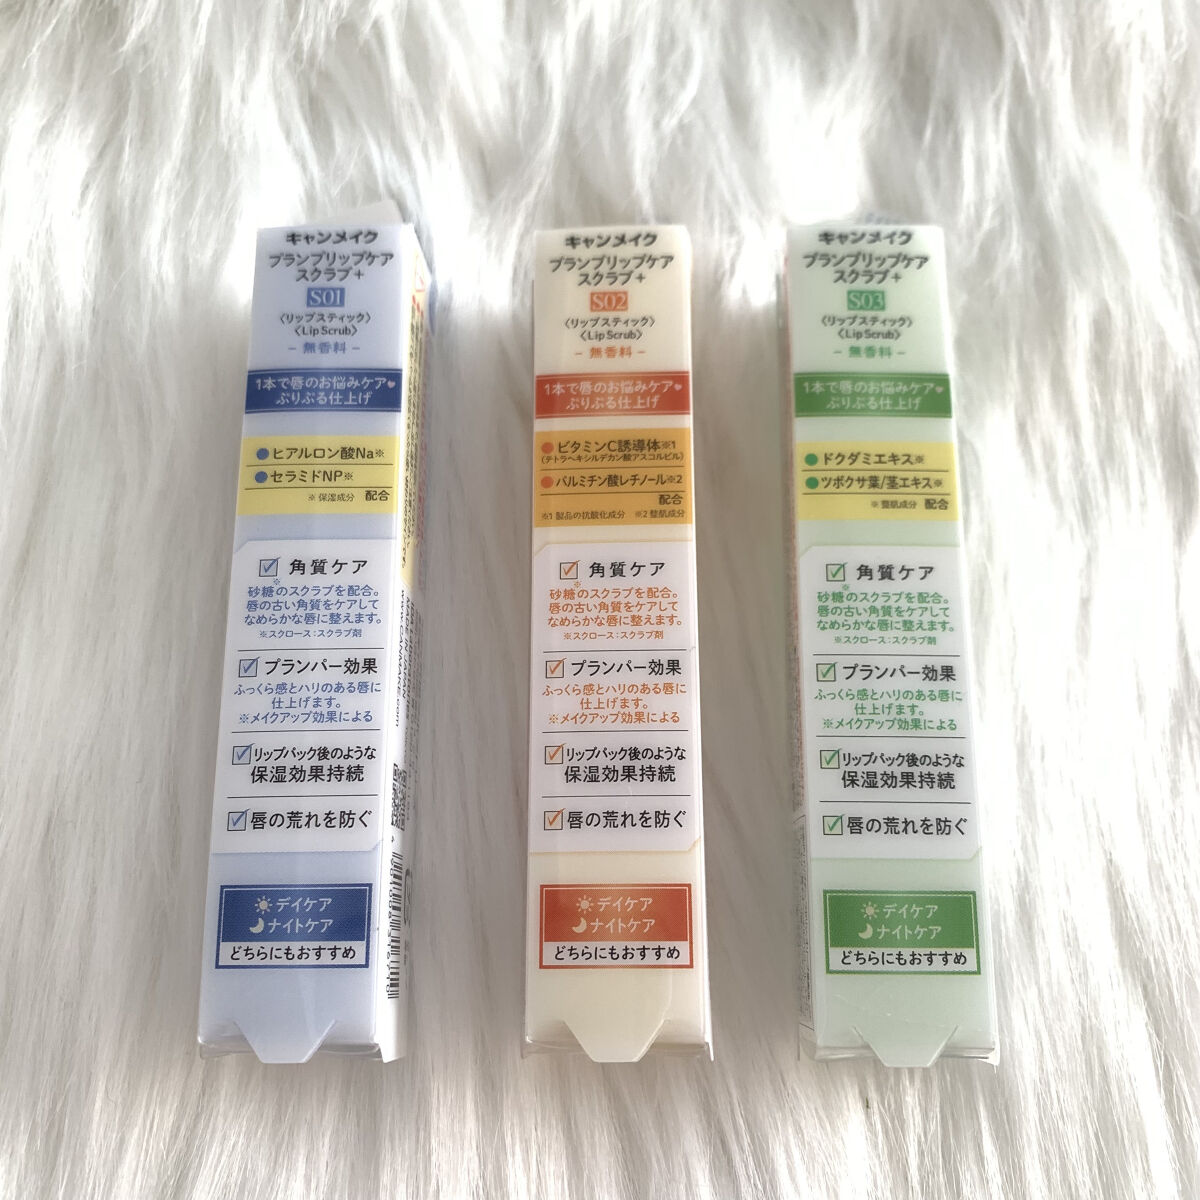 キャンメイク
プランプリップケア
スクラブ+
S01
〈リップスティック〉
〈Lip Scrub〉
- 無香料 -
1本で唇のお悩みケア♥
ぷりぷる仕上げ
●ヒアルロン酸Na※
●セラミドNP※
※保湿成分 配合
☑角質ケア
※
砂糖のスクラブを配合。
唇の古い角質をケアして
なめらかな唇に整えます。
※スクロース:スクラブ剤
☑プランパー効果
ふっくら感とハリのある唇に
仕上げます。
※メイクアップ効果による
☑リップパック後のような
保湿効果持続
☑唇の荒れを防ぐ
デイケア
ナイトケア
どちらにもおすすめ
キャンメイク
プランプリップケア
スクラブ+
S02
〈リップスティック〉
〈Lip Scrub〉
- 無香料 -
1本で唇のお悩みケア♥
ぷりぷる仕上げ
●ビタミンC誘導体※1
(テトラヘキシルデカン酸アスコルビル)
●パルミチン酸レチノール※2
配合
※1 製品の抗酸化成分 ※2 整肌成分
☑角質ケア
※
砂糖のスクラブを配合。
唇の古い角質をケアして
なめらかな唇に整えます。
※スクロース:スクラブ剤
☑プランパー効果
ふっくら感とハリのある唇に
仕上げます。
※メイクアップ効果による
☑リップパック後のような
保湿効果持続
☑唇の荒れを防ぐ
デイケア
ナイトケア
どちらにもおすすめ
キャンメイク
プランプリップケア
スクラブ+
S03
〈リップスティック〉
〈Lip Scrub〉
- 無香料 -
1本で唇のお悩みケア♥
ぷりぷる仕上げ
●ドクダミエキス※
●ツボクサ葉/茎エキス※
※整肌成分 配合
☑角質ケア
※
砂糖のスクラブを配合。
唇の古い角質をケアして
なめらかな唇に整えます。
※スクロース:スクラブ剤
☑プランパー効果
ふっくら感とハリのある唇に
仕上げます。
※メイクアップ効果による
☑リップパック後のような
保湿効果持続
☑唇の荒れを防ぐ
デイケア
ナイトケア
どちらにもおすすめ